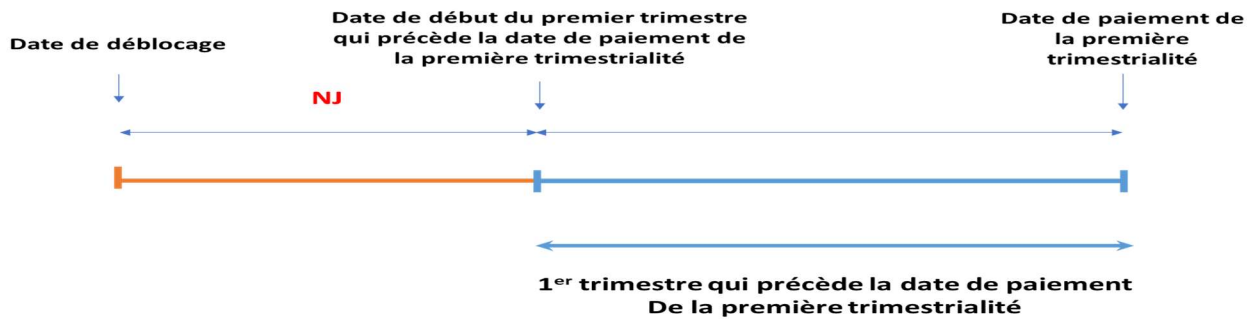 Date de déblocage
Date de début du premier trimestre
qui précède la date de paiement de
la première trimestrialité
Date de paiement de
la première
trimestrialité
NJ
1er trimestre qui précède la date de paiement
De la première trimestrialité